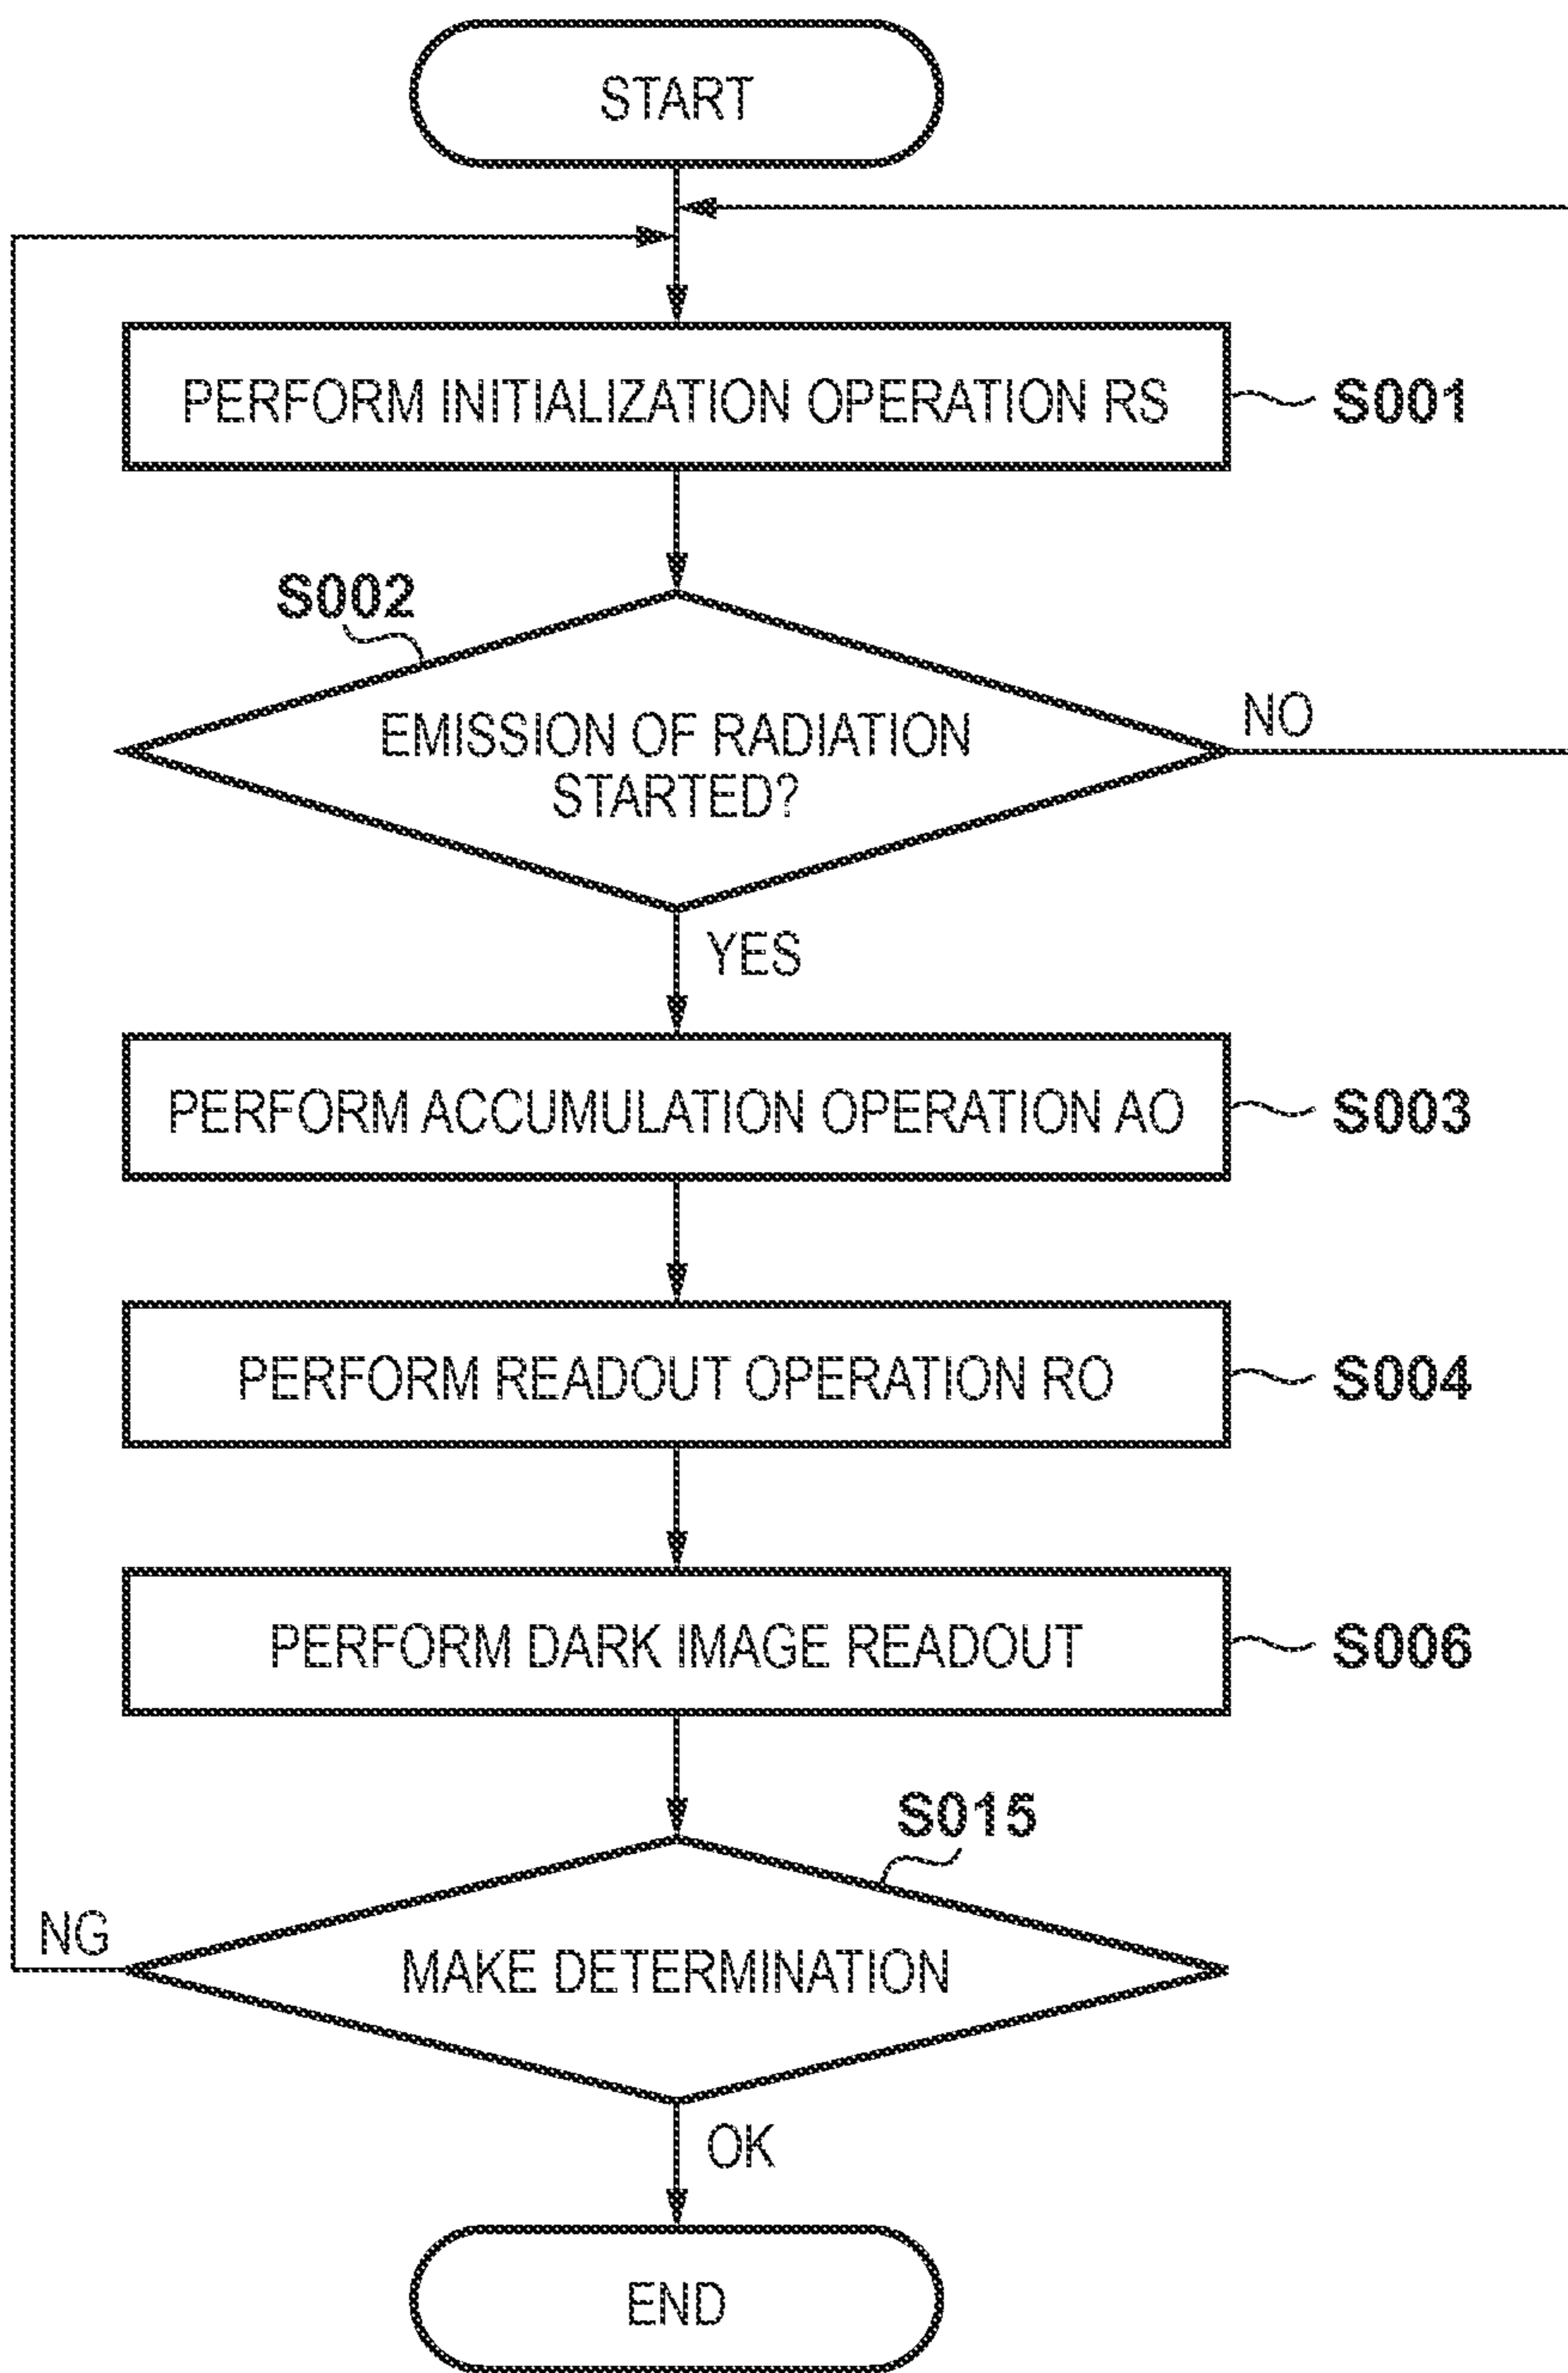 START
PERFORM INITIALIZATION OPERATION RS
S001
S002
EMISSION OF RADIATION
STARTED?
NO
YES
PERFORM ACCUMULATION OPERATION AO
S003
PERFORM READOUT OPERATION RO
S004
PERFORM DARK IMAGE READOUT
S006
S015
NG
MAKE DETERMINATION
OK
END